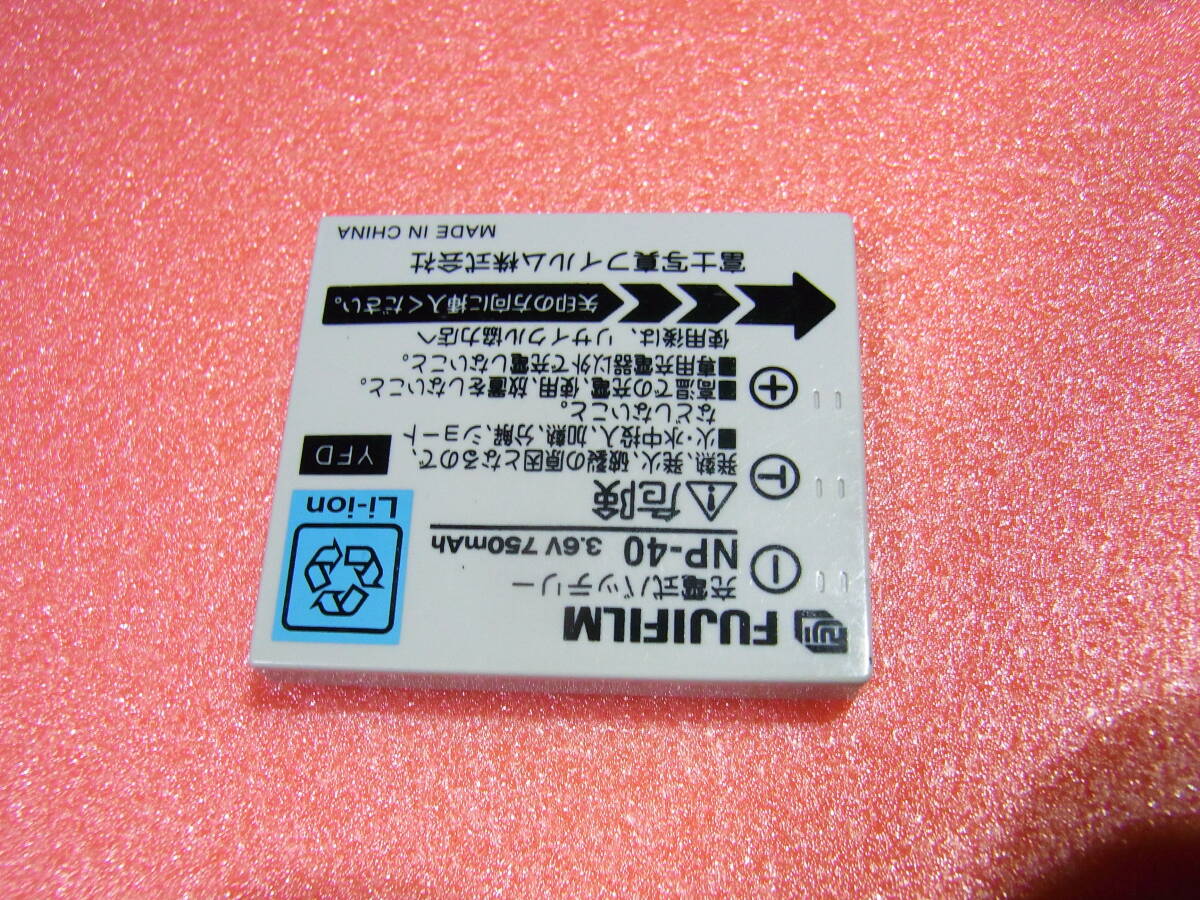 FUJIFILM
充電式バッテリー
NP-40 3.6V 750mAh
危険
発熱、発火、破裂の原因となるので、
■火・水中投入、加熱、分解、ショート
などしないこと。
■高温での充電、使用、放置をしないこと。
■専用充電器以外で充電しないこと。
使用後は、リサイクル協力店へ
矢印の方向に挿入ください。
富士写真フイルム株式会社
MADE IN CHINA
Li-ion
YFD
FUJI
T